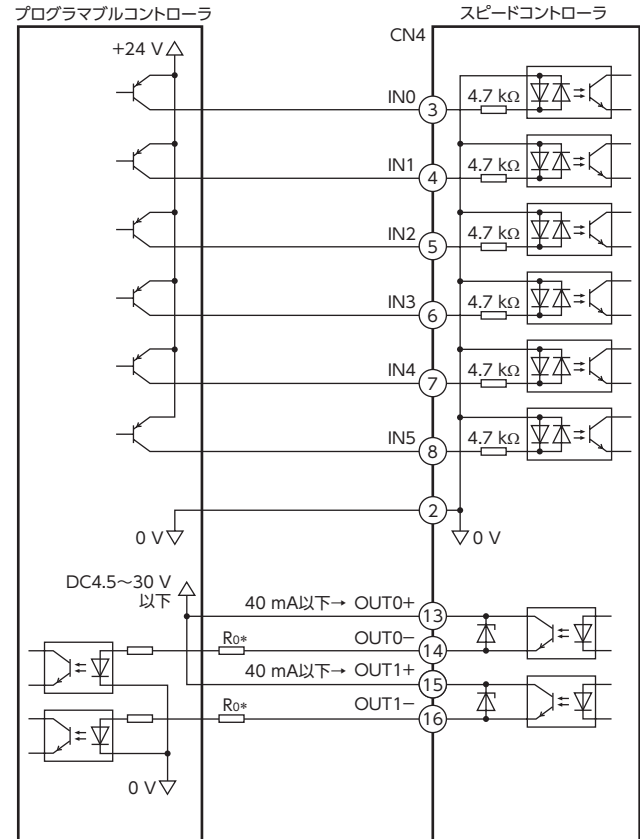 プログラマブルコントローラ
スピードコントローラ
CN4
+24 V
IN0
3
4.7 kΩ
IN1
4
4.7 kΩ
IN2
5
4.7 kΩ
IN3
6
4.7 kΩ
IN4
7
4.7 kΩ
IN5
8
4.7 kΩ
2
0 V
0 V
DC4.5～30 V
以下
40 mA以下→ OUT0+
13
R0*
OUT0−
14
40 mA以下→ OUT1+
15
R0*
OUT1−
16
0 V